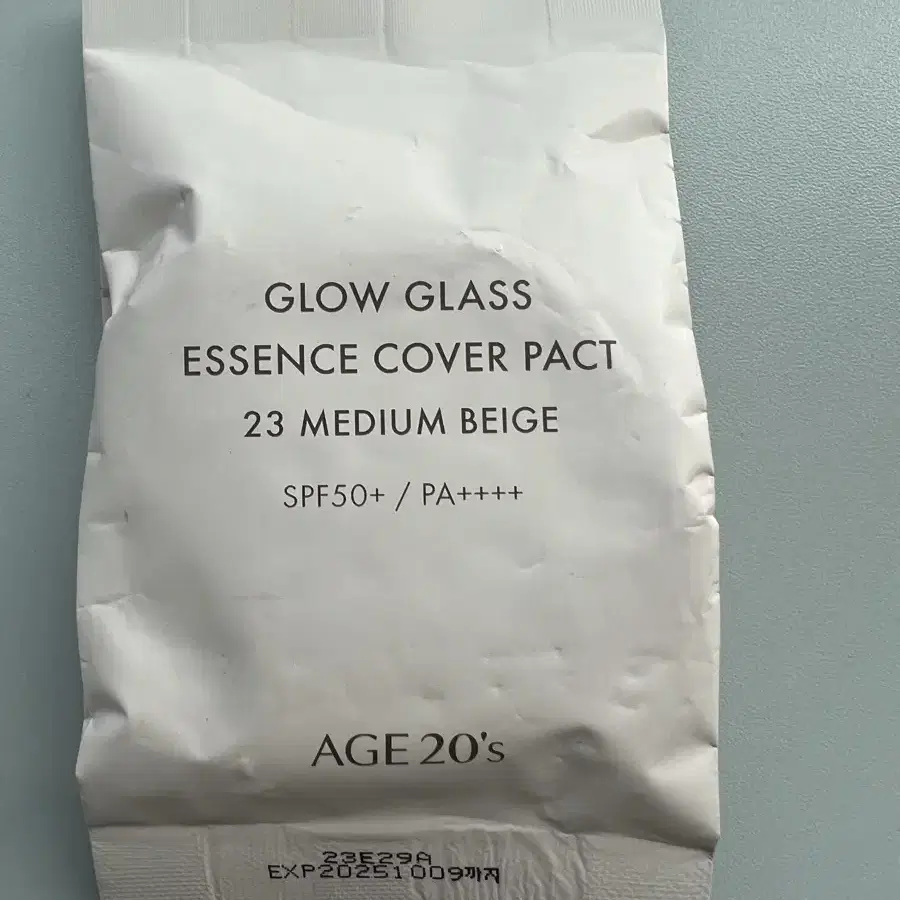 GLOW GLASS
ESSENCE COVER PACT
23 MEDIUM BEIGE
SPF50+ / PA++++
AGE 20's
23E29A
EXP20251009까지